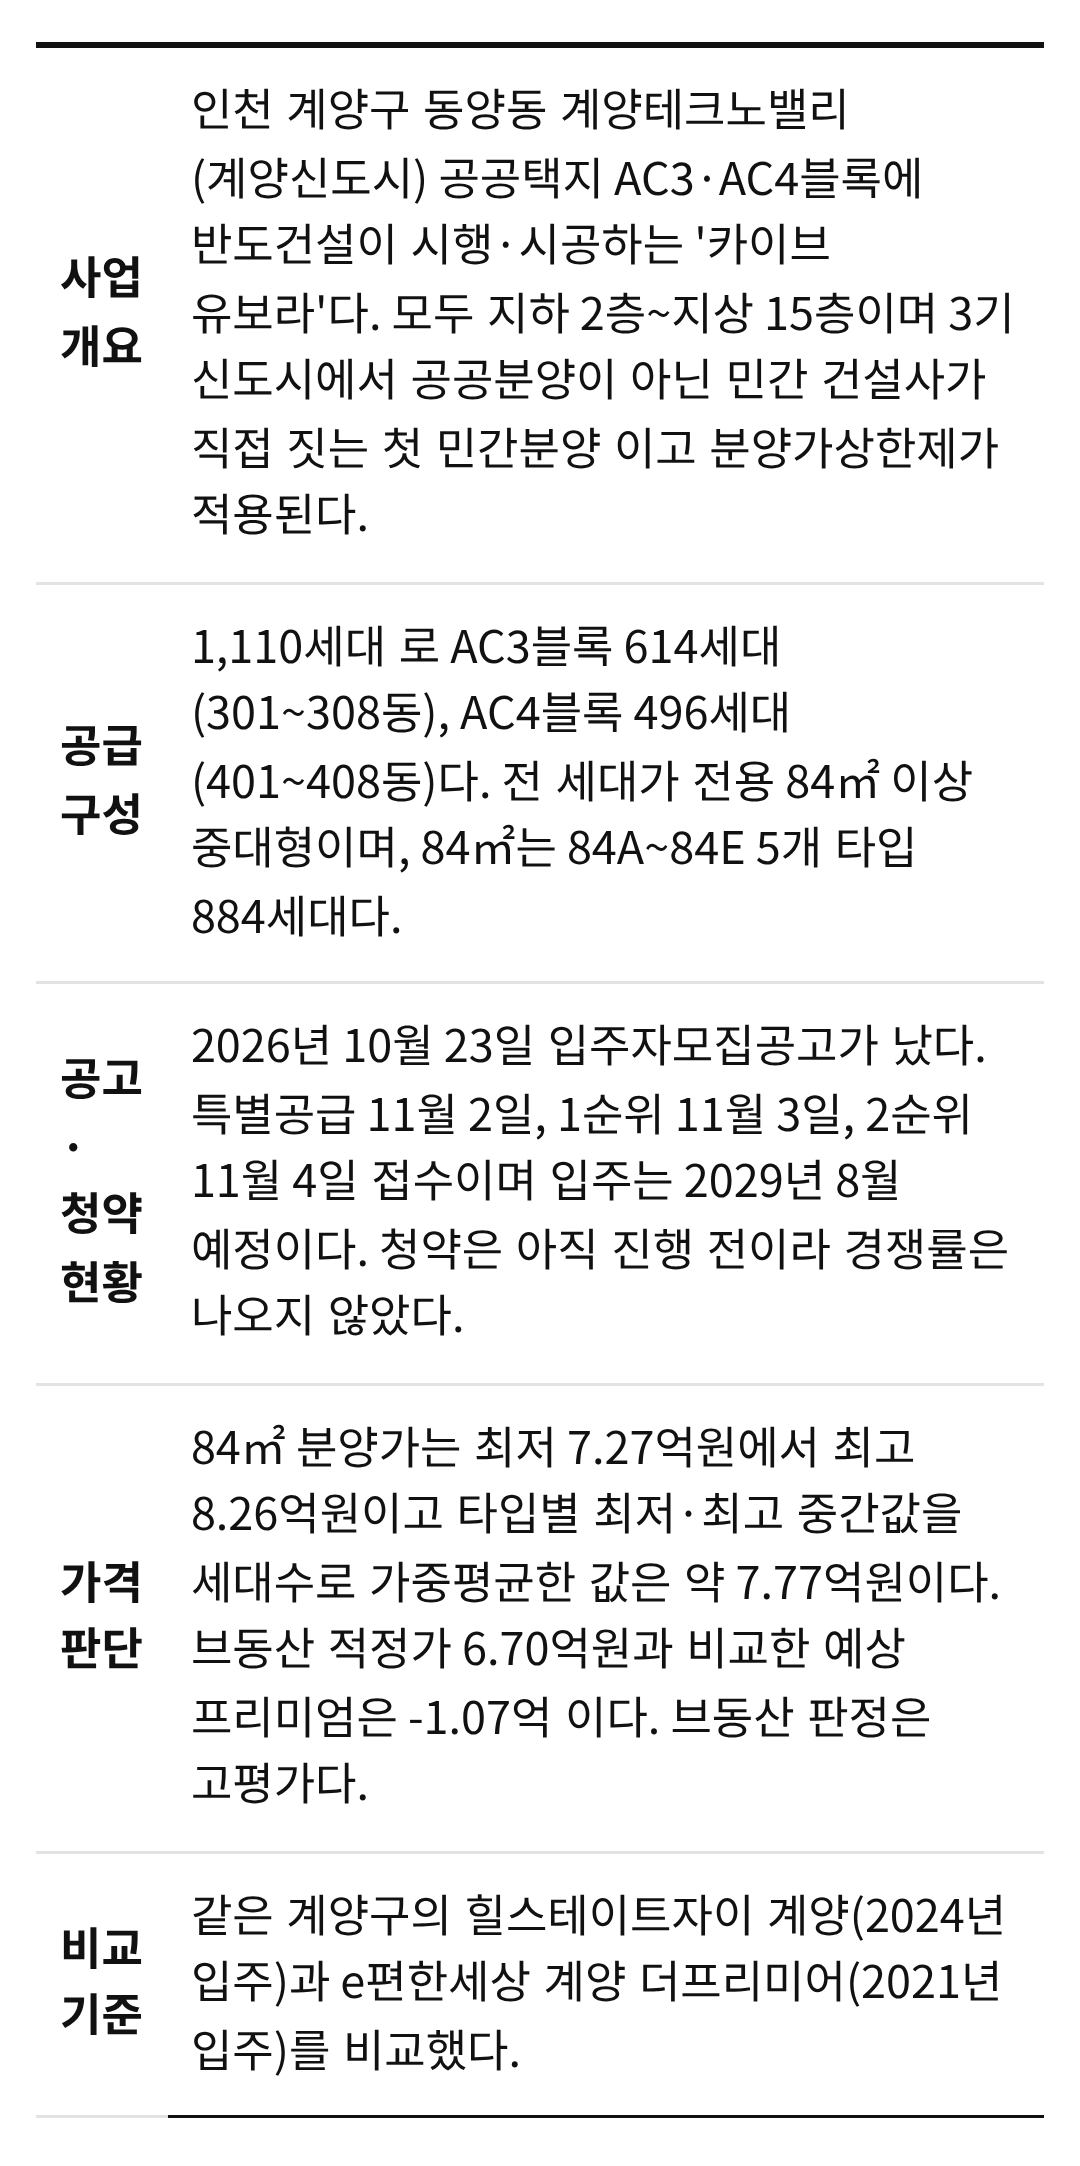 사업
개요
인천 계양구 동양동 계양테크노밸리
(계양신도시) 공공택지 AC3·AC4블록에
반도건설이 시행·시공하는 '카이브
유보라'다. 모두 지하 2층~지상 15층이며 3기
신도시에서 공공분양이 아닌 민간 건설사가
직접 짓는 첫 민간분양 이고 분양가상한제가
적용된다.
공급
구성
1,110세대 로 AC3블록 614세대
(301~308동), AC4블록 496세대
(401~408동)다. 전 세대가 전용 84㎡ 이상
중대형이며, 84㎡는 84A~84E 5개 타입
884세대다.
공고
·
청약
현황
2026년 10월 23일 입주자모집공고가 났다.
특별공급 11월 2일, 1순위 11월 3일, 2순위
11월 4일 접수이며 입주는 2029년 8월
예정이다. 청약은 아직 진행 전이라 경쟁률은
나오지 않았다.
가격
판단
84㎡ 분양가는 최저 7.27억원에서 최고
8.26억원이고 타입별 최저·최고 중간값을
세대수로 가중평균한 값은 약 7.77억원이다.
브동산 적정가 6.70억원과 비교한 예상
프리미엄은 -1.07억 이다. 브동산 판정은
고평가다.
비교
기준
같은 계양구의 힐스테이트자이 계양(2024년
입주)과 e편한세상 계양 더프리미어(2021년
입주)를 비교했다.